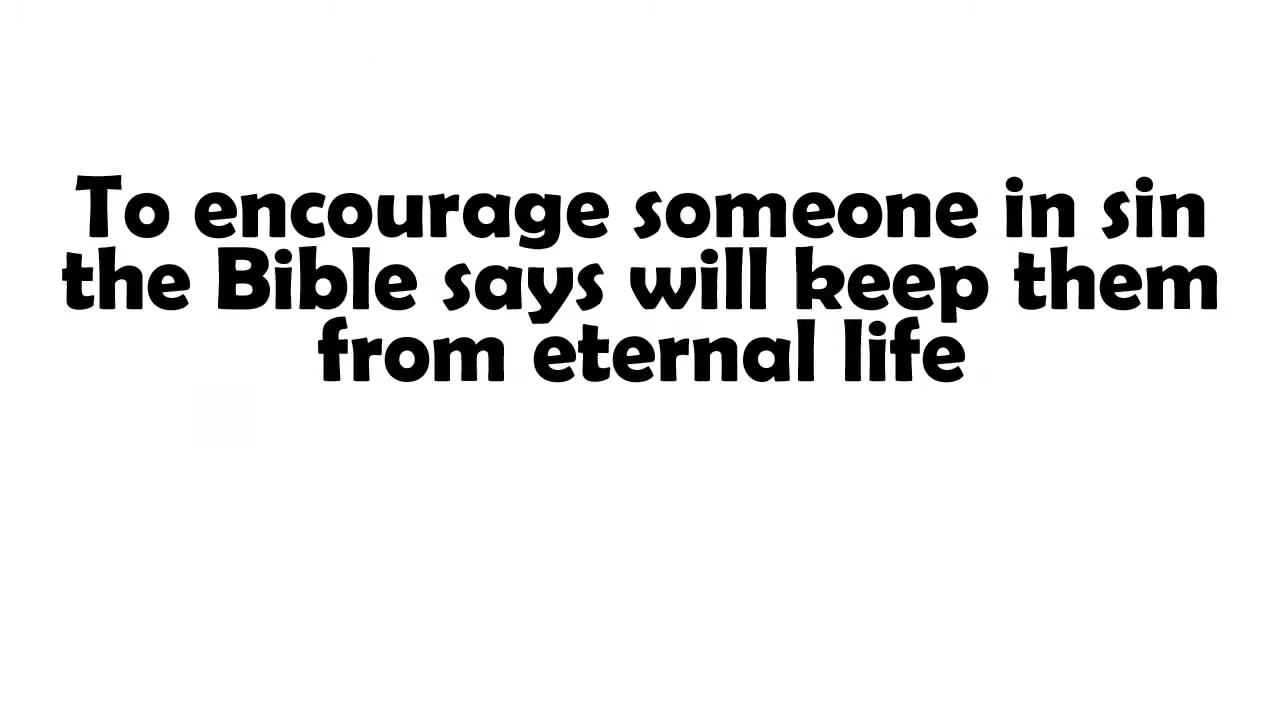 To encourage someone in sin
the Bible says will keep them
from eternal life